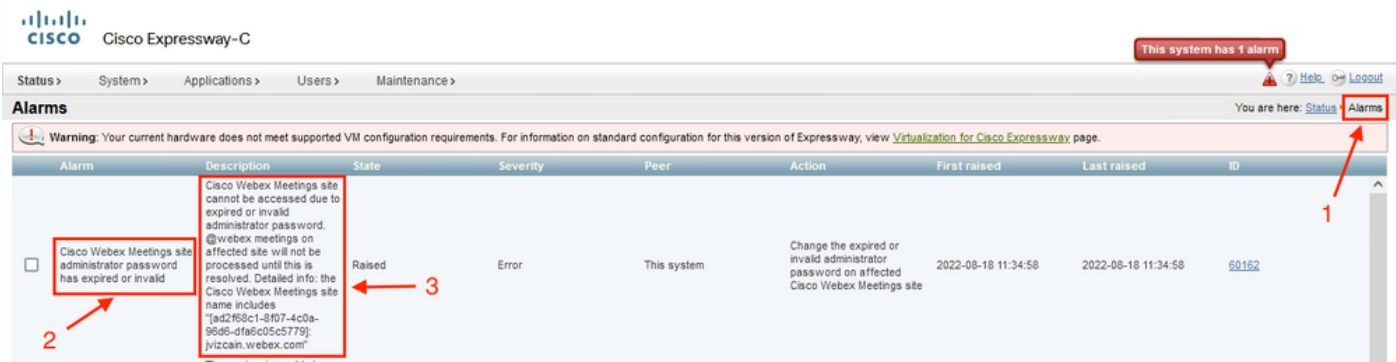 CISCO Cisco Expressway-C
This system has 1 alarm
Status › System › Applications › Users › Maintenance ›
? Help Logout
Alarms
You are here: Status Alarms
Warning: Your current hardware does not meet supported VM configuration requirements. For information on standard configuration for this version of Expressway, view Virtualization for Cisco Expressway page.
Alarm Description State Severity Peer Action First raised Last raised ID
Cisco Webex Meetings site
administrator password
has expired or invalid
Cisco Webex Meetings site
cannot be accessed due to
expired or invalid
administrator password.
@webex meetings on
affected site will not be
processed until this is
resolved. Detailed info: the
Cisco Webex Meetings site
name includes
"[ad2f68c1-8f07-4c0a-
96d6-dfa6c05c5779]:
jvizcain.webex.com"
Raised
Error
This system
Change the expired or
invalid administrator
password on affected
Cisco Webex Meetings site
2022-08-18 11:34:58
2022-08-18 11:34:58
60162
1
2
3